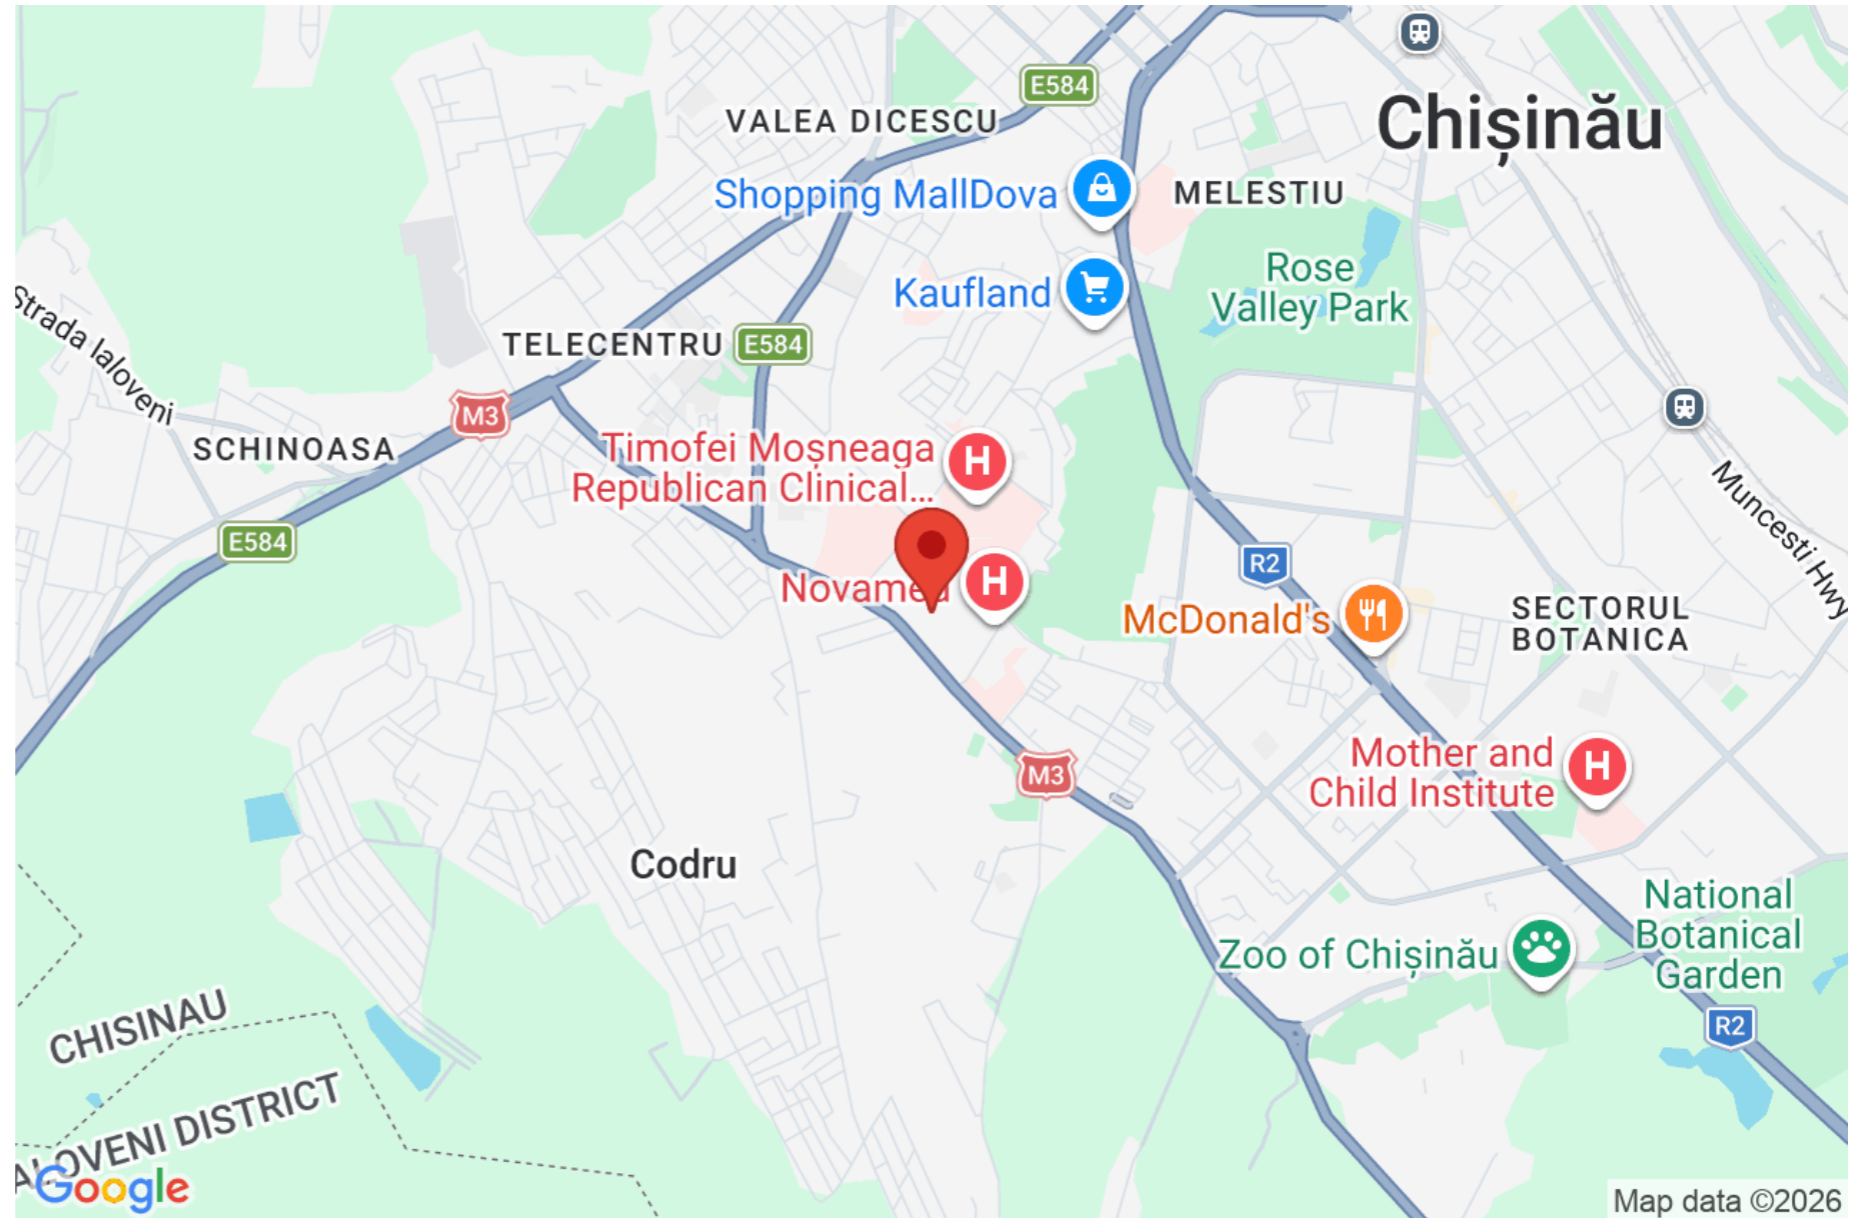 E584
Chișinău
VALEA DICESCU
Shopping MallDova
MELESTIU
Rose
Valley Park
Kaufland
Strada Ialoveni
TELECENTRU
E584
M3
SCHINOASA
Timofei Moșneaga
Republican Clinical...
Muncesti Hwy
E584
R2
Novamed
McDonald's
SECTORUL
BOTANICA
Mother and
Child Institute
M3
Codru
National
Botanical
Garden
Zoo of Chișinău
CHISINAU
R2
IALOVENI DISTRICT
Google
Map data ©2026